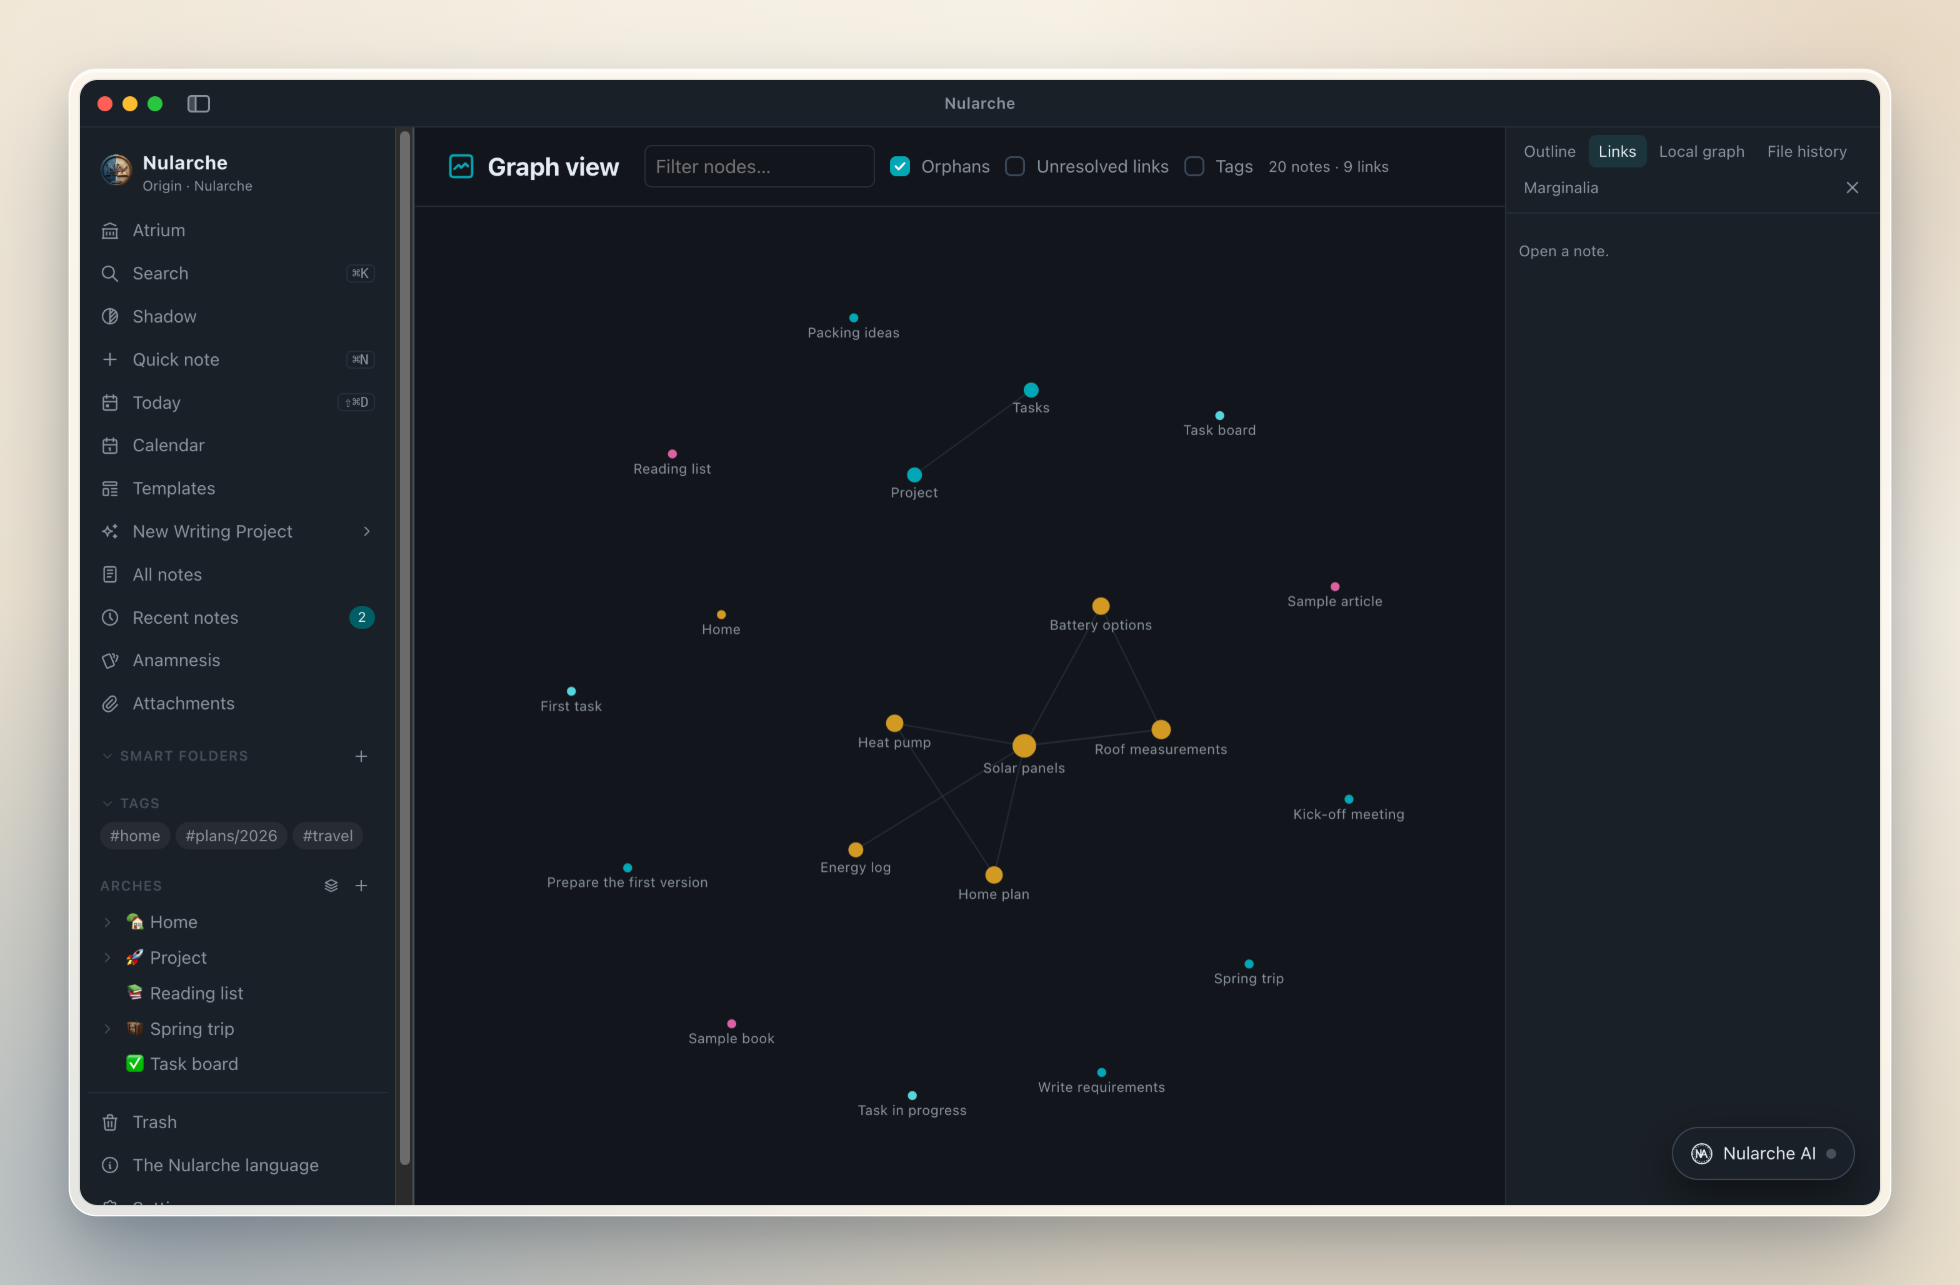 Nularche
Nularche
Origin · Nularche
Atrium
Search ⌘K
Shadow
Quick note ⌘N
Today ⇧⌘D
Calendar
Templates
New Writing Project
All notes
Recent notes 2
Anamnesis
Attachments
SMART FOLDERS
TAGS
#home #plans/2026 #travel
ARCHES
Home
Project
Reading list
Spring trip
Task board
Trash
The Nularche language
Graph view Filter nodes... Orphans Unresolved links Tags 20 notes · 9 links
Packing ideas
Tasks
Task board
Reading list
Project
Sample article
Battery options
Home
First task
Heat pump
Roof measurements
Solar panels
Kick-off meeting
Energy log
Prepare the first version
Home plan
Spring trip
Sample book
Write requirements
Task in progress
Outline Links Local graph File history
Marginalia
Open a note.
NA Nularche AI